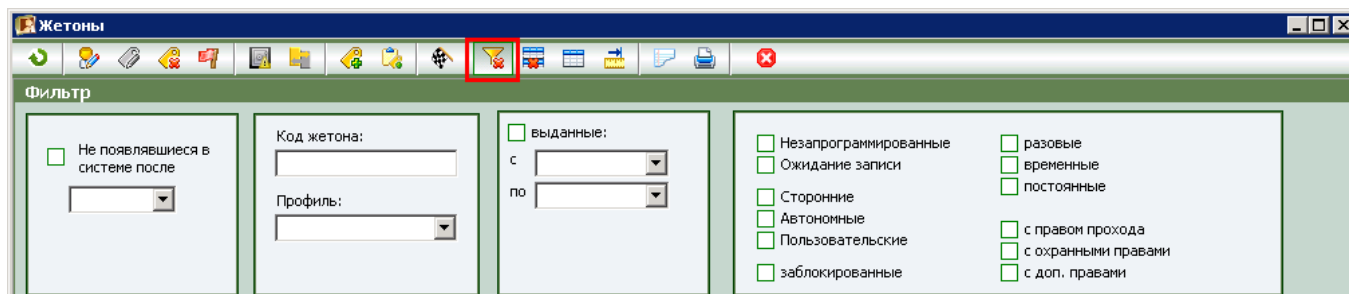 Жетоны
Фильтр
Не появлявшиеся в
системе после
Код жетона:
Профиль:
выданные:
с
по
Незапрограммированные
Ожидание записи
Сторонние
Автономные
Пользовательские
заблокированные
разовые
временные
постоянные
с правом прохода
с охранными правами
с доп. правами